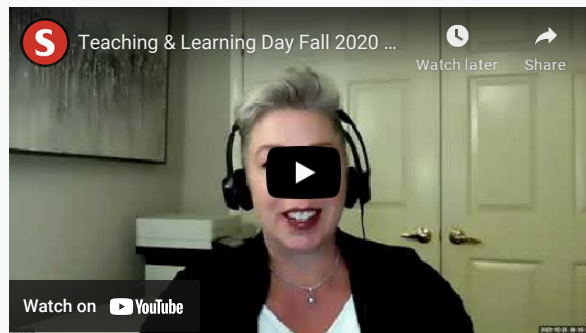 S
Teaching & Learning Day Fall 2020 ...
Watch later
Share
Watch on YouTube